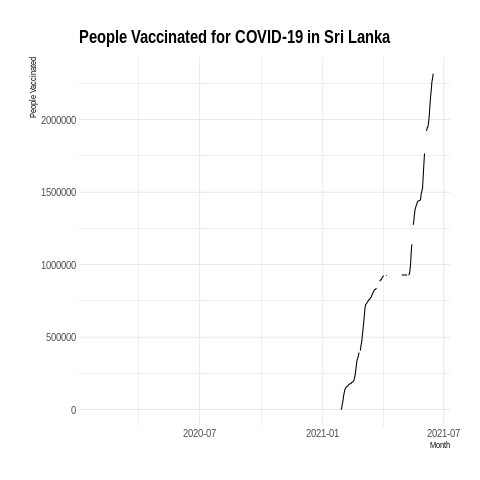 People Vaccinated for COVID-19 in Sri Lanka
People Vaccinated
2000000
1500000
1000000
500000
0
2020-07
2021-01
2021-07
Month